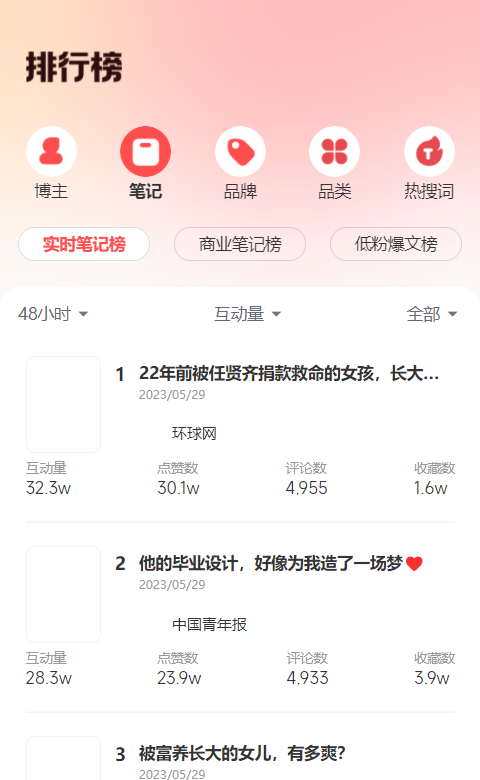 排行榜
博主 笔记 品牌 品类 热搜词
实时笔记榜 商业笔记榜 低粉爆文榜
48小时 互动量 全部
1 22年前被任贤齐捐款救命的女孩，长大...
2023/05/29
环球网
互动量 点赞数 评论数 收藏数
32.3w 30.1w 4,955 1.6w
2 他的毕业设计，好像为我造了一场梦❤️
2023/05/29
中国青年报
互动量 点赞数 评论数 收藏数
28.3w 23.9w 4,933 3.9w
3 被富养长大的女儿，有多爽？
2023/05/29